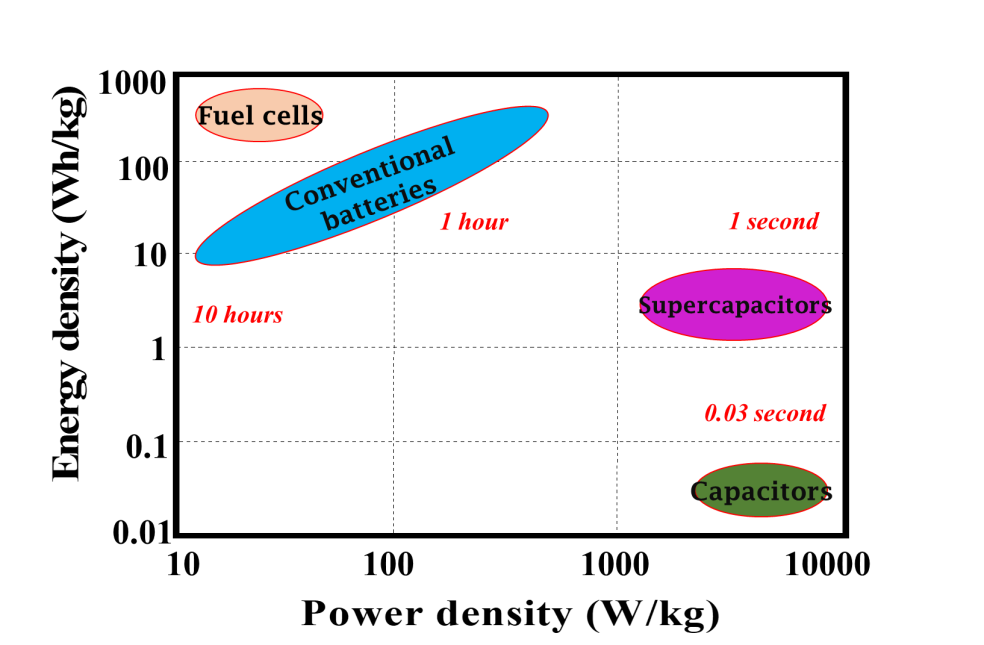 Energy density (Wh/kg)
1000
100
10
1
0.1
0.01
Fuel cells
Conventional
batteries
1 hour
1 second
10 hours
Supercapacitors
0.03 second
Capacitors
10
100
1000
10000
Power density (W/kg)